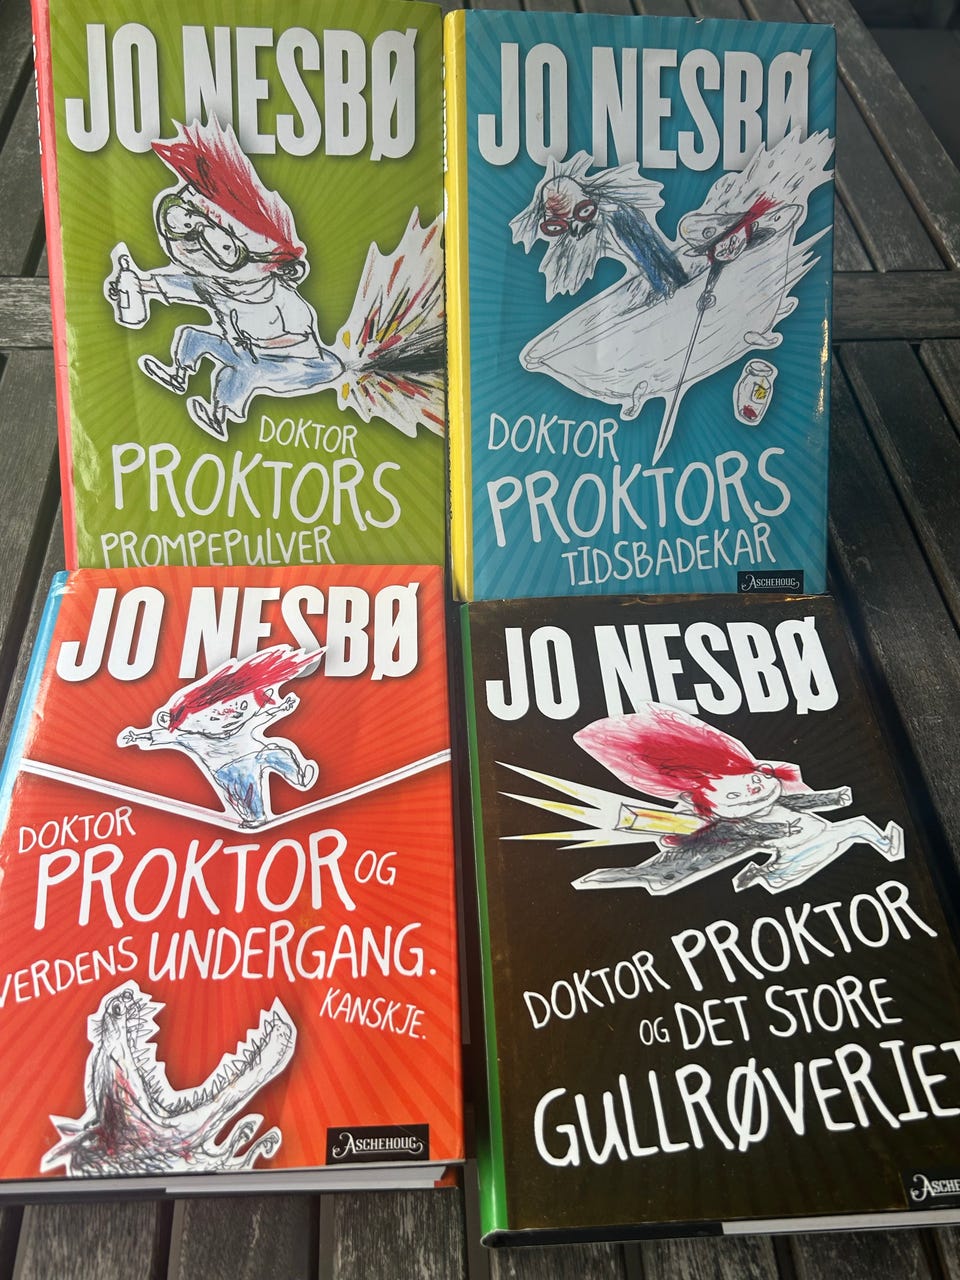 JO NESBØ
DOKTOR
PROKTORS
PROMPEPULVER
JO NESBØ
DOKTOR
PROKTORS
TIDSBADEKAR
ASCHEHOUG
JO NESBØ
DOKTOR
PROKTOR OG
VERDENS UNDERGANG.
KANSKJE.
ASCHEHOUG
JO NESBØ
DOKTOR PROKTOR
OG DET STORE
GULLRØVERIET
ASCHE